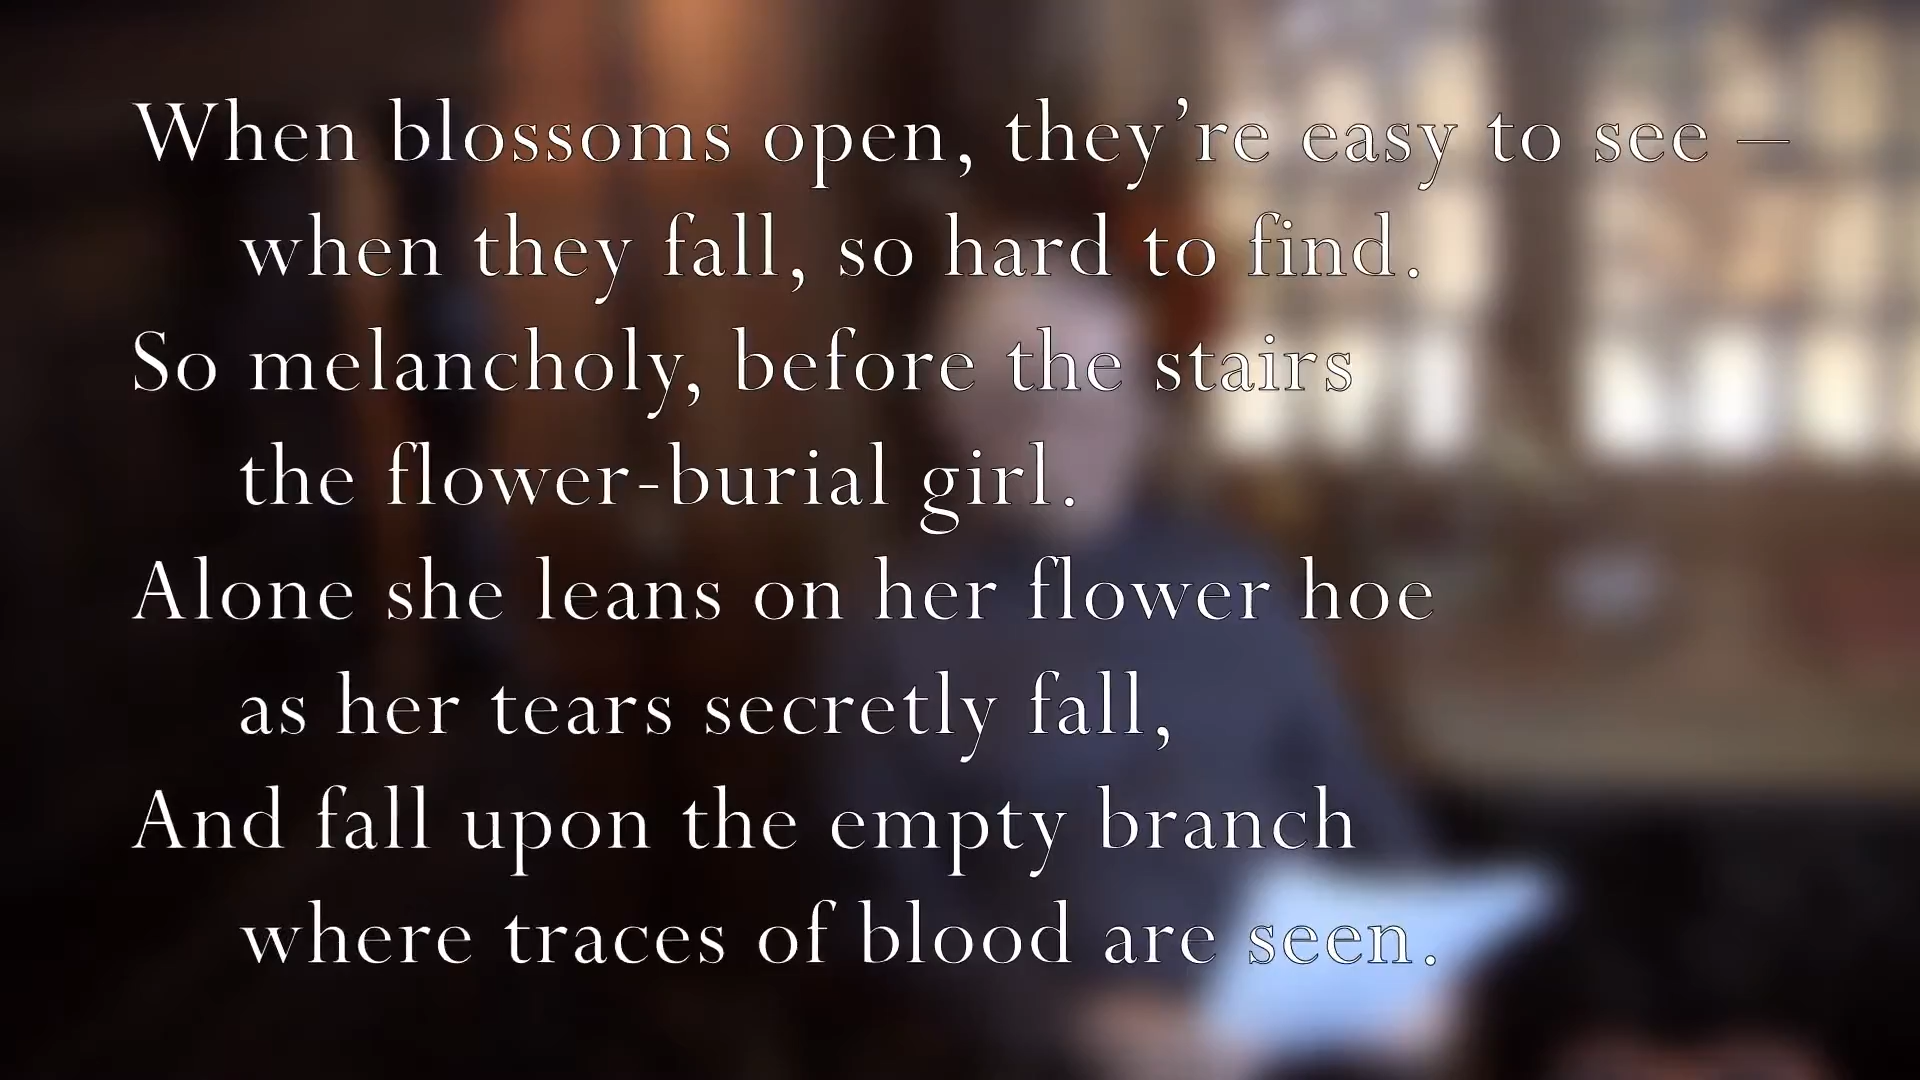 When blossoms open, they’re easy to see –
when they fall, so hard to find.
So melancholy, before the stairs
the flower-burial girl.
Alone she leans on her flower hoe
as her tears secretly fall,
And fall upon the empty branch
where traces of blood are seen.